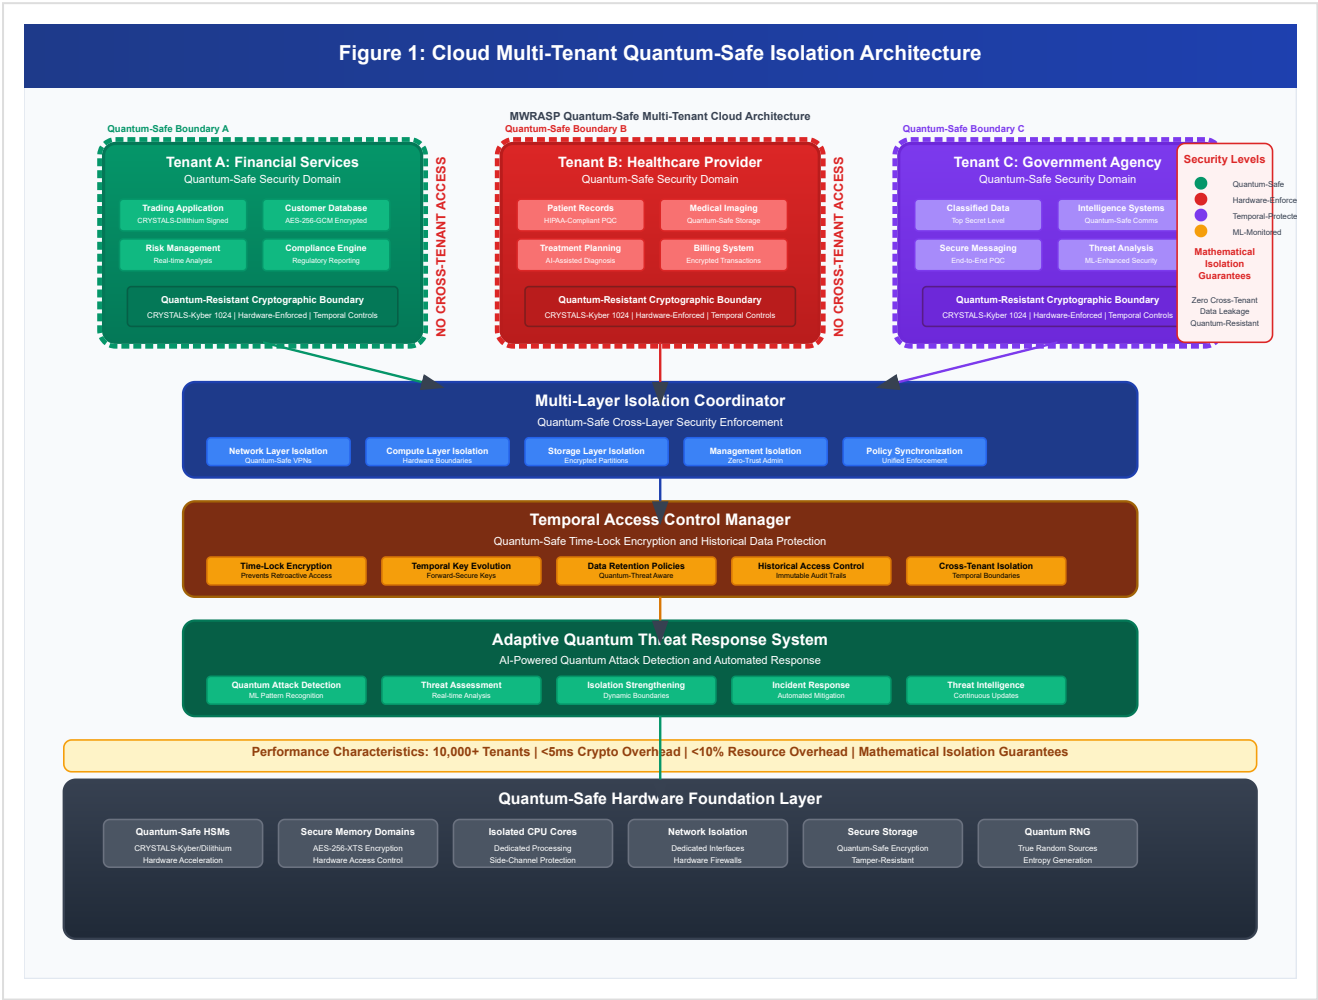 Figure 1: Cloud Multi-Tenant Quantum-Safe Isolation Architecture
MWRASP Quantum-Safe Multi-Tenant Cloud Architecture
Quantum-Safe Boundary A
Tenant A: Financial Services
Quantum-Safe Security Domain
Trading Application
CRYSTALS-Dilithium Signed
Customer Database
AES-256-GCM Encrypted
Risk Management
Real-time Analysis
Compliance Engine
Regulatory Reporting
Quantum-Resistant Cryptographic Boundary
CRYSTALS-Kyber 1024 | Hardware-Enforced | Temporal Controls
NO CROSS-TENANT ACCESS
Quantum-Safe Boundary B
Tenant B: Healthcare Provider
Quantum-Safe Security Domain
Patient Records
HIPAA-Compliant PQC
Medical Imaging
Quantum-Safe Storage
Treatment Planning
AI-Assisted Diagnosis
Billing System
Encrypted Transactions
Quantum-Resistant Cryptographic Boundary
CRYSTALS-Kyber 1024 | Hardware-Enforced | Temporal Controls
NO CROSS-TENANT ACCESS
Quantum-Safe Boundary C
Tenant C: Government Agency
Quantum-Safe Security Domain
Classified Data
Top Secret Level
Intelligence Systems
Quantum-Safe Comms
Secure Messaging
End-to-End PQC
Threat Analysis
ML-Enhanced Security
Quantum-Resistant Cryptographic Boundary
CRYSTALS-Kyber 1024 | Hardware-Enforced | Temporal Controls
Security Levels
Quantum-Safe
Hardware-Enforce
Temporal-Protecte
ML-Monitored
Mathematical
Isolation
Guarantees
Zero Cross-Tenant
Data Leakage
Quantum-Resistant
Multi-Layer Isolation Coordinator
Quantum-Safe Cross-Layer Security Enforcement
Network Layer Isolation
Quantum-Safe VPNs
Compute Layer Isolation
Hardware Boundaries
Storage Layer Isolation
Encrypted Partitions
Management Isolation
Zero-Trust Admin
Policy Synchronization
Unified Enforcement
Temporal Access Control Manager
Quantum-Safe Time-Lock Encryption and Historical Data Protection
Time-Lock Encryption
Prevents Retroactive Access
Temporal Key Evolution
Forward-Secure Keys
Data Retention Policies
Quantum-Threat Aware
Historical Access Control
Immutable Audit Trails
Cross-Tenant Isolation
Temporal Boundaries
Adaptive Quantum Threat Response System
AI-Powered Quantum Attack Detection and Automated Response
Quantum Attack Detection
ML Pattern Recognition
Threat Assessment
Real-time Analysis
Isolation Strengthening
Dynamic Boundaries
Incident Response
Automated Mitigation
Threat Intelligence
Continuous Updates
Performance Characteristics: 10,000+ Tenants | <5ms Crypto Overhead | <10% Resource Overhead | Mathematical Isolation Guarantees
Quantum-Safe Hardware Foundation Layer
Quantum-Safe HSMs
CRYSTALS-Kyber/Dilithium
Hardware Acceleration
Secure Memory Domains
AES-256-XTS Encryption
Hardware Access Control
Isolated CPU Cores
Dedicated Processing
Side-Channel Protection
Network Isolation
Dedicated Interfaces
Hardware Firewalls
Secure Storage
Quantum-Safe Encryption
Tamper-Resistant
Quantum RNG
True Random Sources
Entropy Generation